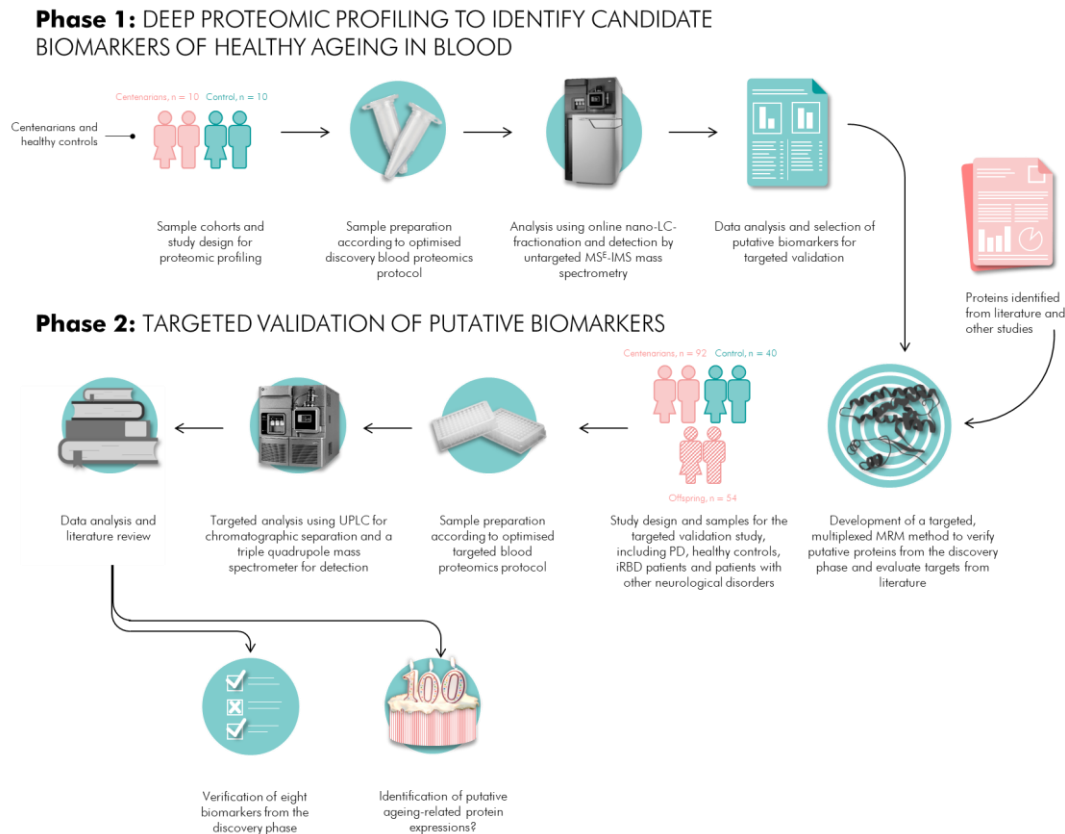 Phase 1: DEEP PROTEOMIC PROFILING TO IDENTIFY CANDIDATE
BIOMARKERS OF HEALTHY AGEING IN BLOOD
Centenarians, n = 10 Control, n = 10
Centenarians and
healthy controls
Sample cohorts and
study design for
proteomic profiling
Sample preparation
according to optimised
discovery blood proteomics
protocol
Analysis using online nano-LC-
fractionation and detection by
untargeted MSᴱ-IMS mass
spectrometry
Data analysis and selection of
putative biomarkers for
targeted validation
Proteins identified
from literature and
other studies
Phase 2: TARGETED VALIDATION OF PUTATIVE BIOMARKERS
Centenarians, n = 92 Control, n = 40
Offspring, n = 54
Data analysis and
literature review
Targeted analysis using UPLC for
chromatographic separation and a
triple quadrupole mass
spectrometer for detection
Sample preparation
according to optimised
targeted blood
proteomics protocol
Study design and samples for the
targeted validation study,
including PD, healthy controls,
iRBD patients and patients with
other neurological disorders
Development of a targeted,
multiplexed MRM method to verify
putative proteins from the discovery
phase and evaluate targets from
literature
100
Verification of eight
biomarkers from the
discovery phase
Identification of putative
ageing-related protein
expressions?